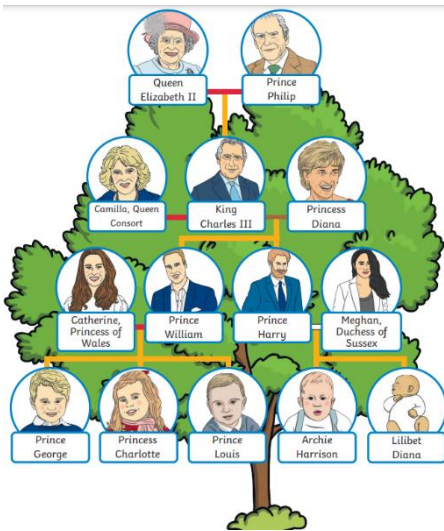 Queen
Elizabeth II
Prince
Philip
Camilla, Queen
Consort
King
Charles III
Princess
Diana
Catherine,
Princess of
Wales
Prince
William
Prince
Harry
Meghan,
Duchess of
Sussex
Prince
George
Princess
Charlotte
Prince
Louis
Archie
Harrison
Lilibet
Diana